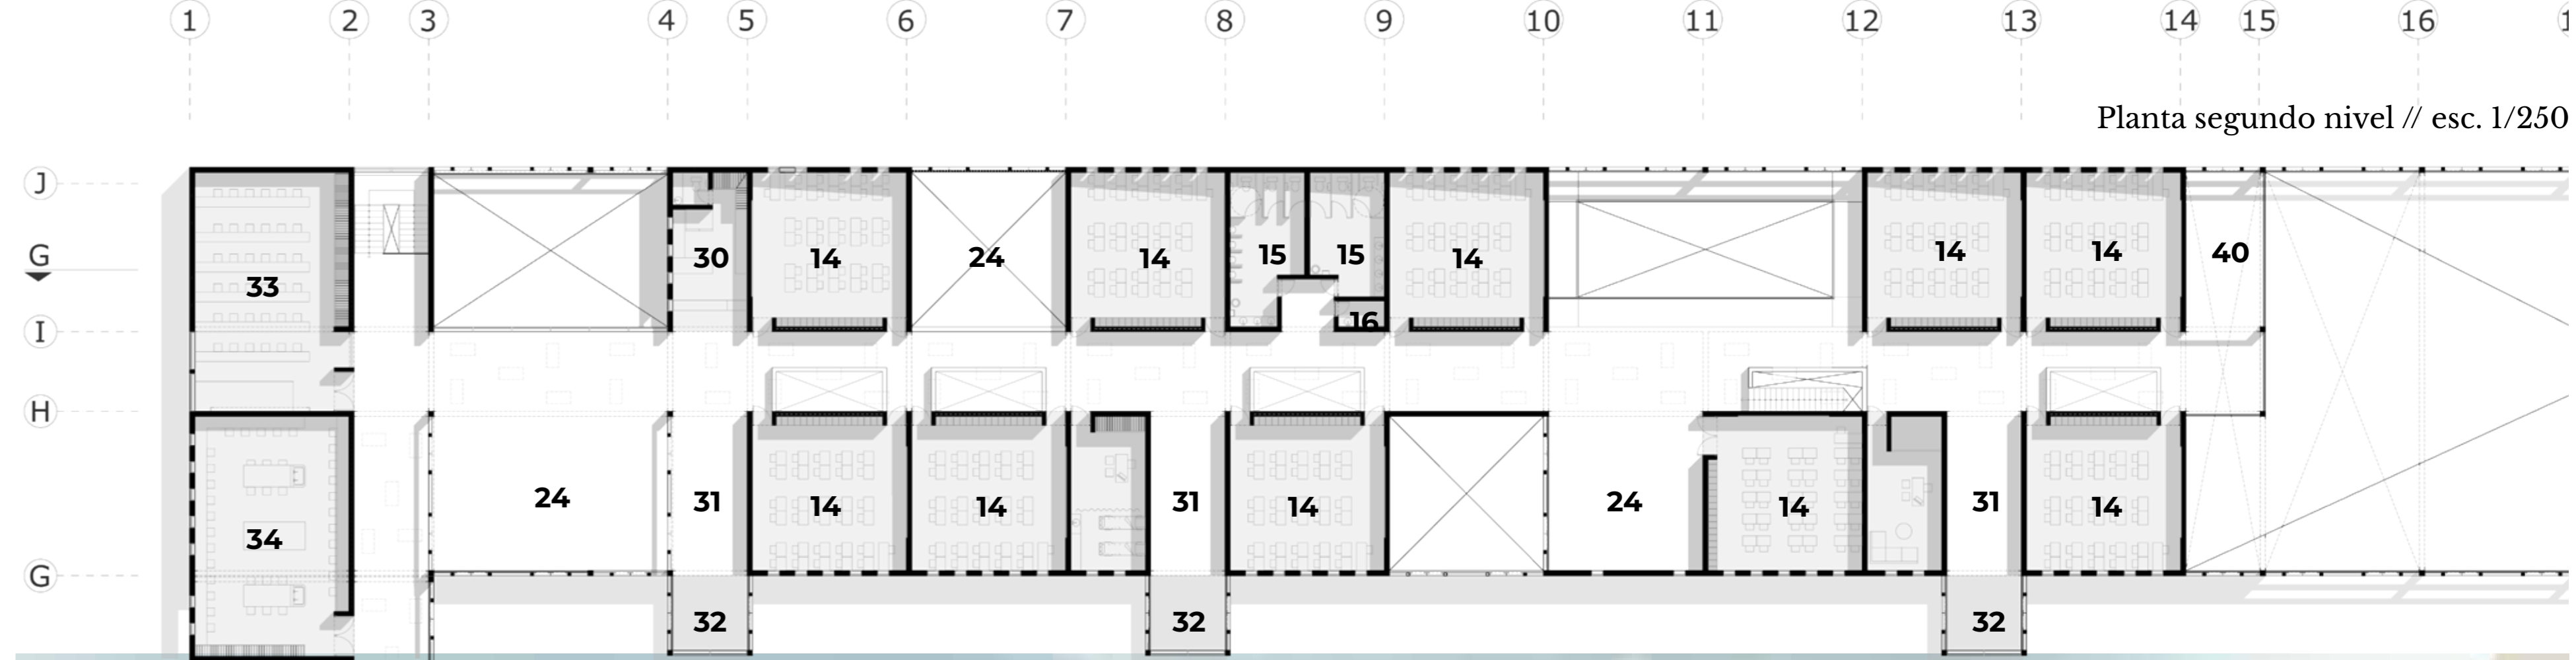 1 2 3 4 5 6 7 8 9 10 11 12 13 14 15 16
Planta segundo nivel // esc. 1/250
J
G 33 30 14 24 14 15 15 14 14 14 40
16
I
H
34 24 31 14 14 31 14 24 14 31 14
G
32 32 32